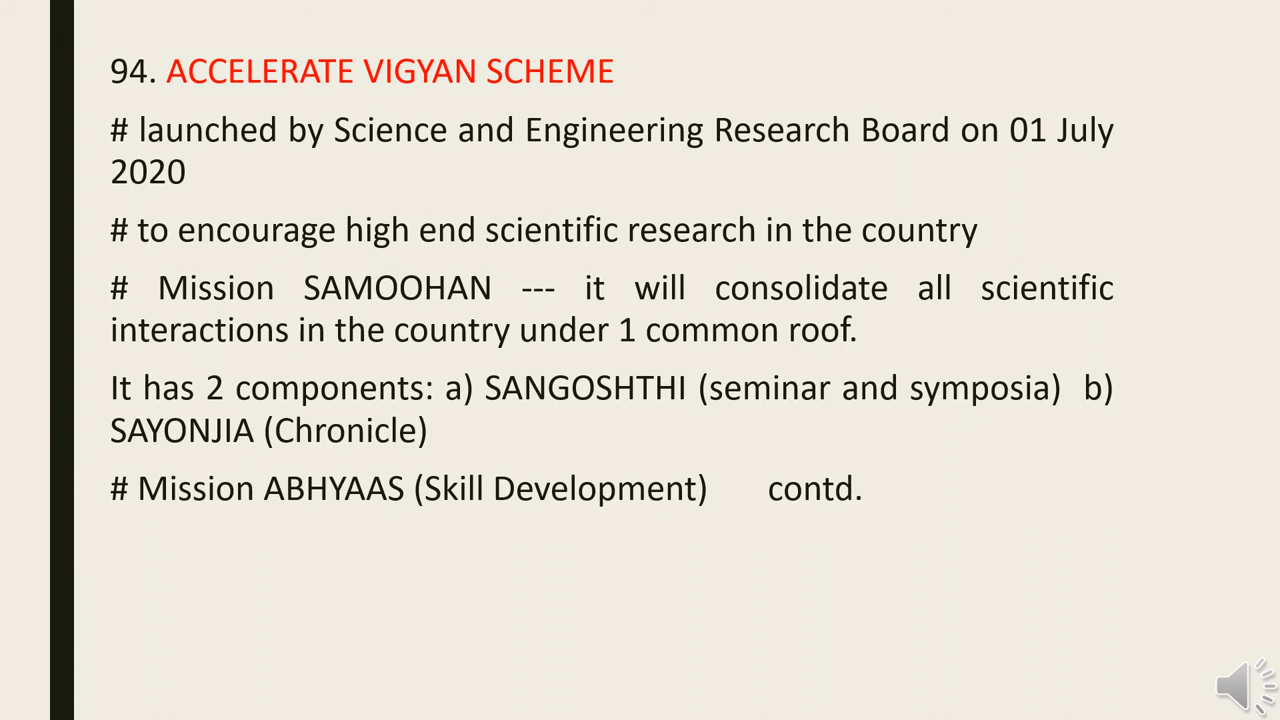 94. ACCELERATE VIGYAN SCHEME
# launched by Science and Engineering Research Board on 01 July
2020
# to encourage high end scientific research in the country
# Mission SAMOOHAN --- it will consolidate all scientific
interactions in the country under 1 common roof.
It has 2 components: a) SANGOSHTHI (seminar and symposia) b)
SAYONJIA (Chronicle)
# Mission ABHYAAS (Skill Development) contd.